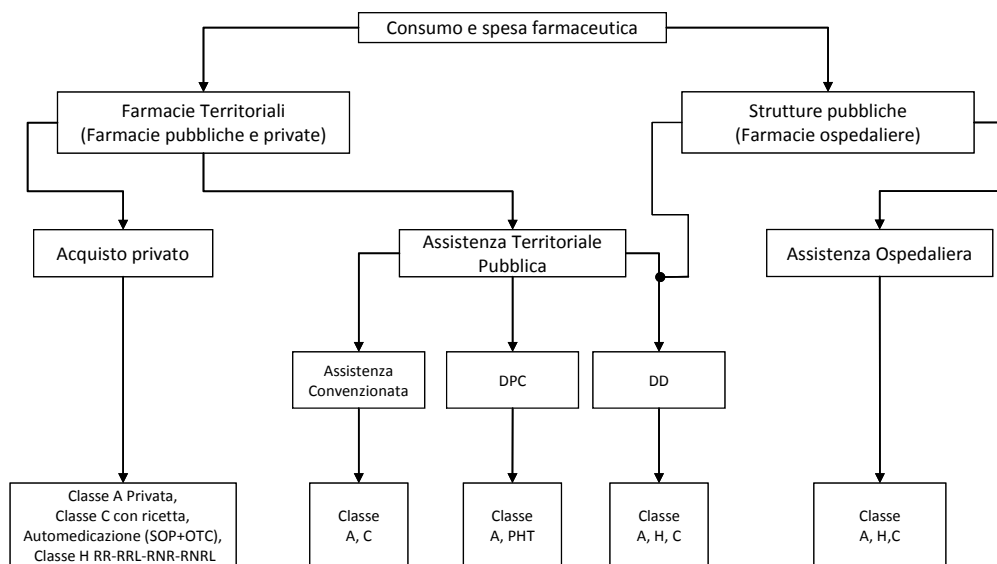 Consumo e spesa farmaceutica
Farmacie Territoriali
(Farmacie pubbliche e private)
Strutture pubbliche
(Farmacie ospedaliere)
Acquisto privato
Assistenza Territoriale
Pubblica
Assistenza Ospedaliera
Assistenza
Convenzionata
DPC
DD
Classe A Privata,
Classe C con ricetta,
Automedicazione (SOP+OTC),
Classe H RR-RRL-RNR-RNRL
Classe
A, C
Classe
A, PHT
Classe
A, H, C
Classe
A, H,C